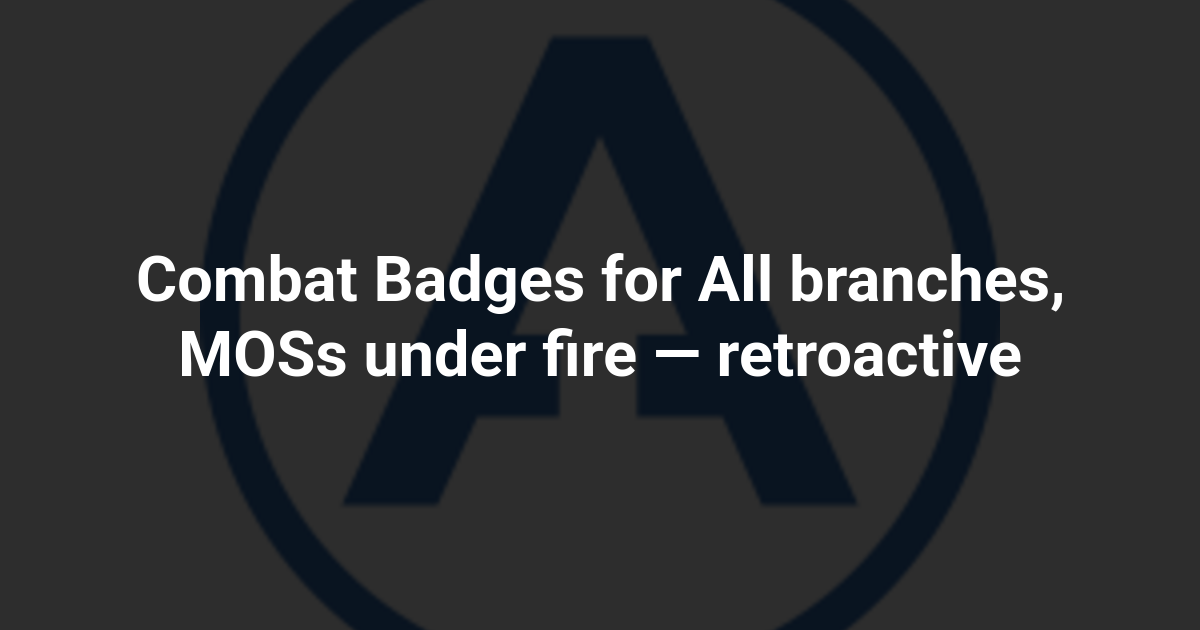 Combat Badges for All branches,
MOSs under fire — retroactive